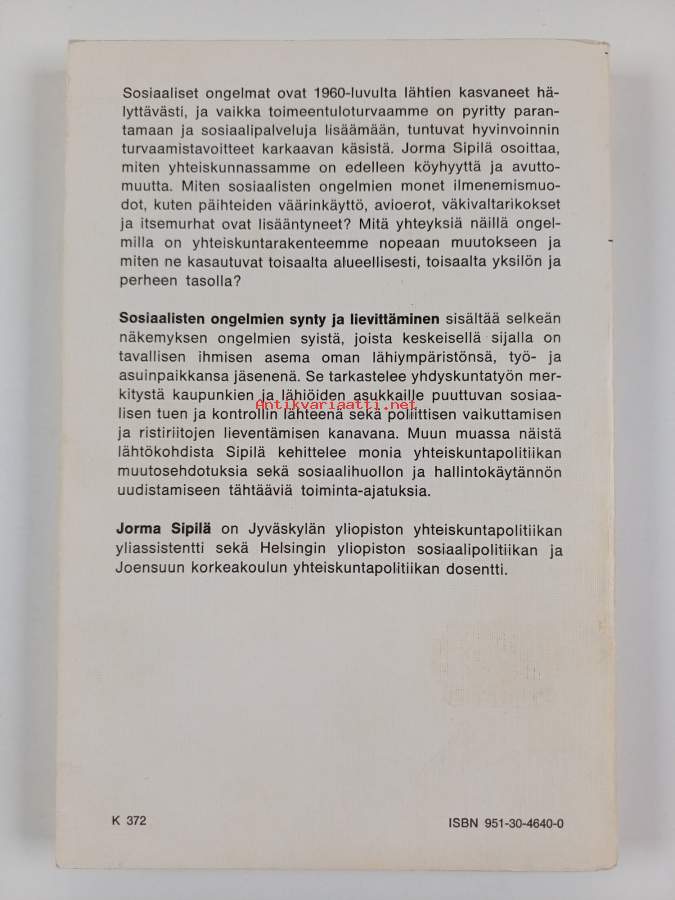 Sosiaaliset ongelmat ovat 1960-luvulta lähtien kasvaneet hä-
lyttävästi, ja vaikka toimeentuloturvaamme on pyritty paran-
tamaan ja sosiaalipalveluja lisäämään, tuntuvat hyvinvoinnin
turvaamistavoitteet karkaavan käsistä. Jorma Sipilä osoittaa,
miten yhteiskunnassamme on edelleen köyhyyttä ja avutto-
muutta. Miten sosiaalisten ongelmien monet ilmenemismuo-
dot, kuten päihteiden väärinkäyttö, avioerot, väkivaltarikokset
ja itsemurhat ovat lisääntyneet? Mitä yhteyksiä näillä ongel-
milla on yhteiskuntarakenteemme nopeaan muutokseen ja
miten ne kasautuvat toisaalta alueellisesti, toisaalta yksilön ja
perheen tasolla?
Sosiaalisten ongelmien synty ja lievittäminen sisältää selkeän
näkemyksen ongelmien syistä, joista keskeisellä sijalla on
tavallisen ihmisen asema oman lähiympäristönsä, työ- ja
asuinpaikkansa jäsenenä. Se tarkastelee yhdyskuntatyön mer-
kitystä kaupunkien ja lähiöiden asukkaille puuttuvan sosiaa-
Antikvariaatti.net
lisen tuen ja kontrollin lähteenä sekä poliittisen vaikuttamisen
ja ristiriitojen lieventämisen kanavana. Muun muassa näistä
lähtökohdista Sipilä kehittelee monia yhteiskuntapolitiikan
muutosehdotuksia sekä sosiaalihuollon ja hallintokäytännön
uudistamiseen tähtääviä toiminta-ajatuksia.
Jorma Sipilä on Jyväskylän yliopiston yhteiskuntapolitiikan
yliassistentti sekä Helsingin yliopiston sosiaalipolitiikan ja
Joensuun korkeakoulun yhteiskuntapolitiikan dosentti.
K 372
ISBN 951-30-4640-0